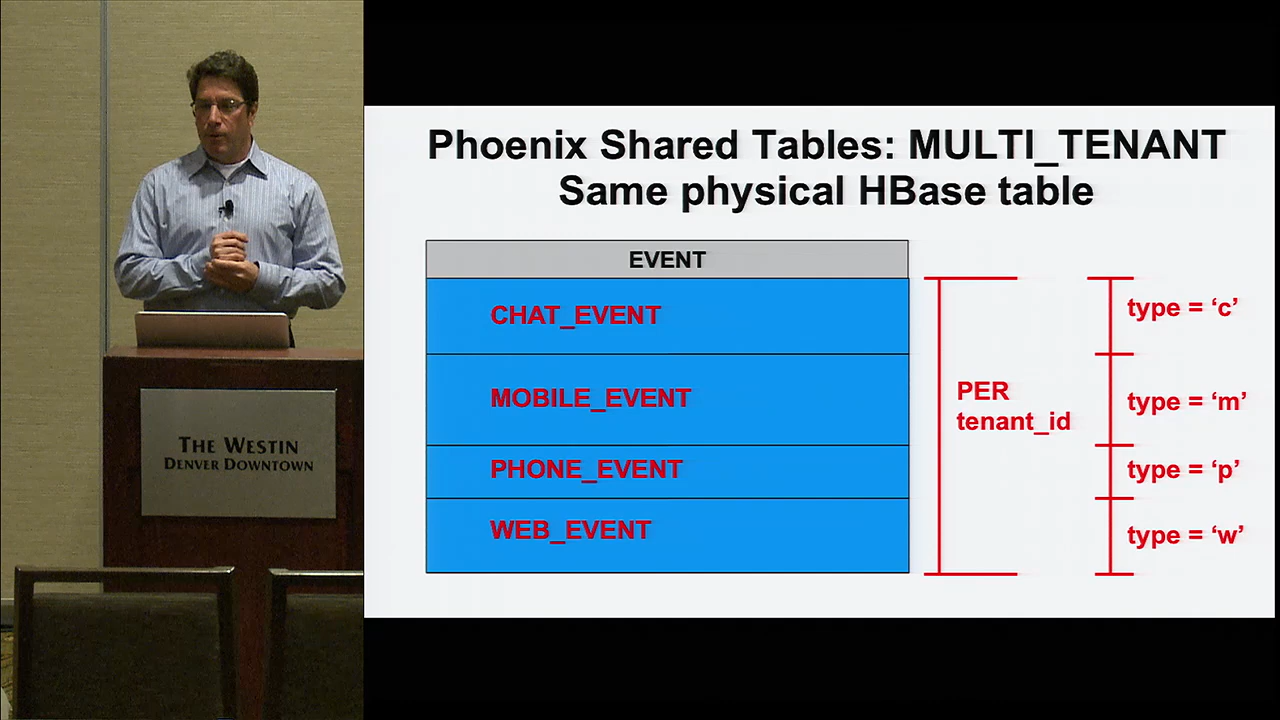 Phoenix Shared Tables: MULTI_TENANT
Same physical HBase table
EVENT
CHAT_EVENT
MOBILE_EVENT
PHONE_EVENT
WEB_EVENT
PER
tenant_id
type = ‘c’
type = ‘m’
type = ‘p’
type = ‘w’
THE WESTIN
DENVER DOWNTOWN